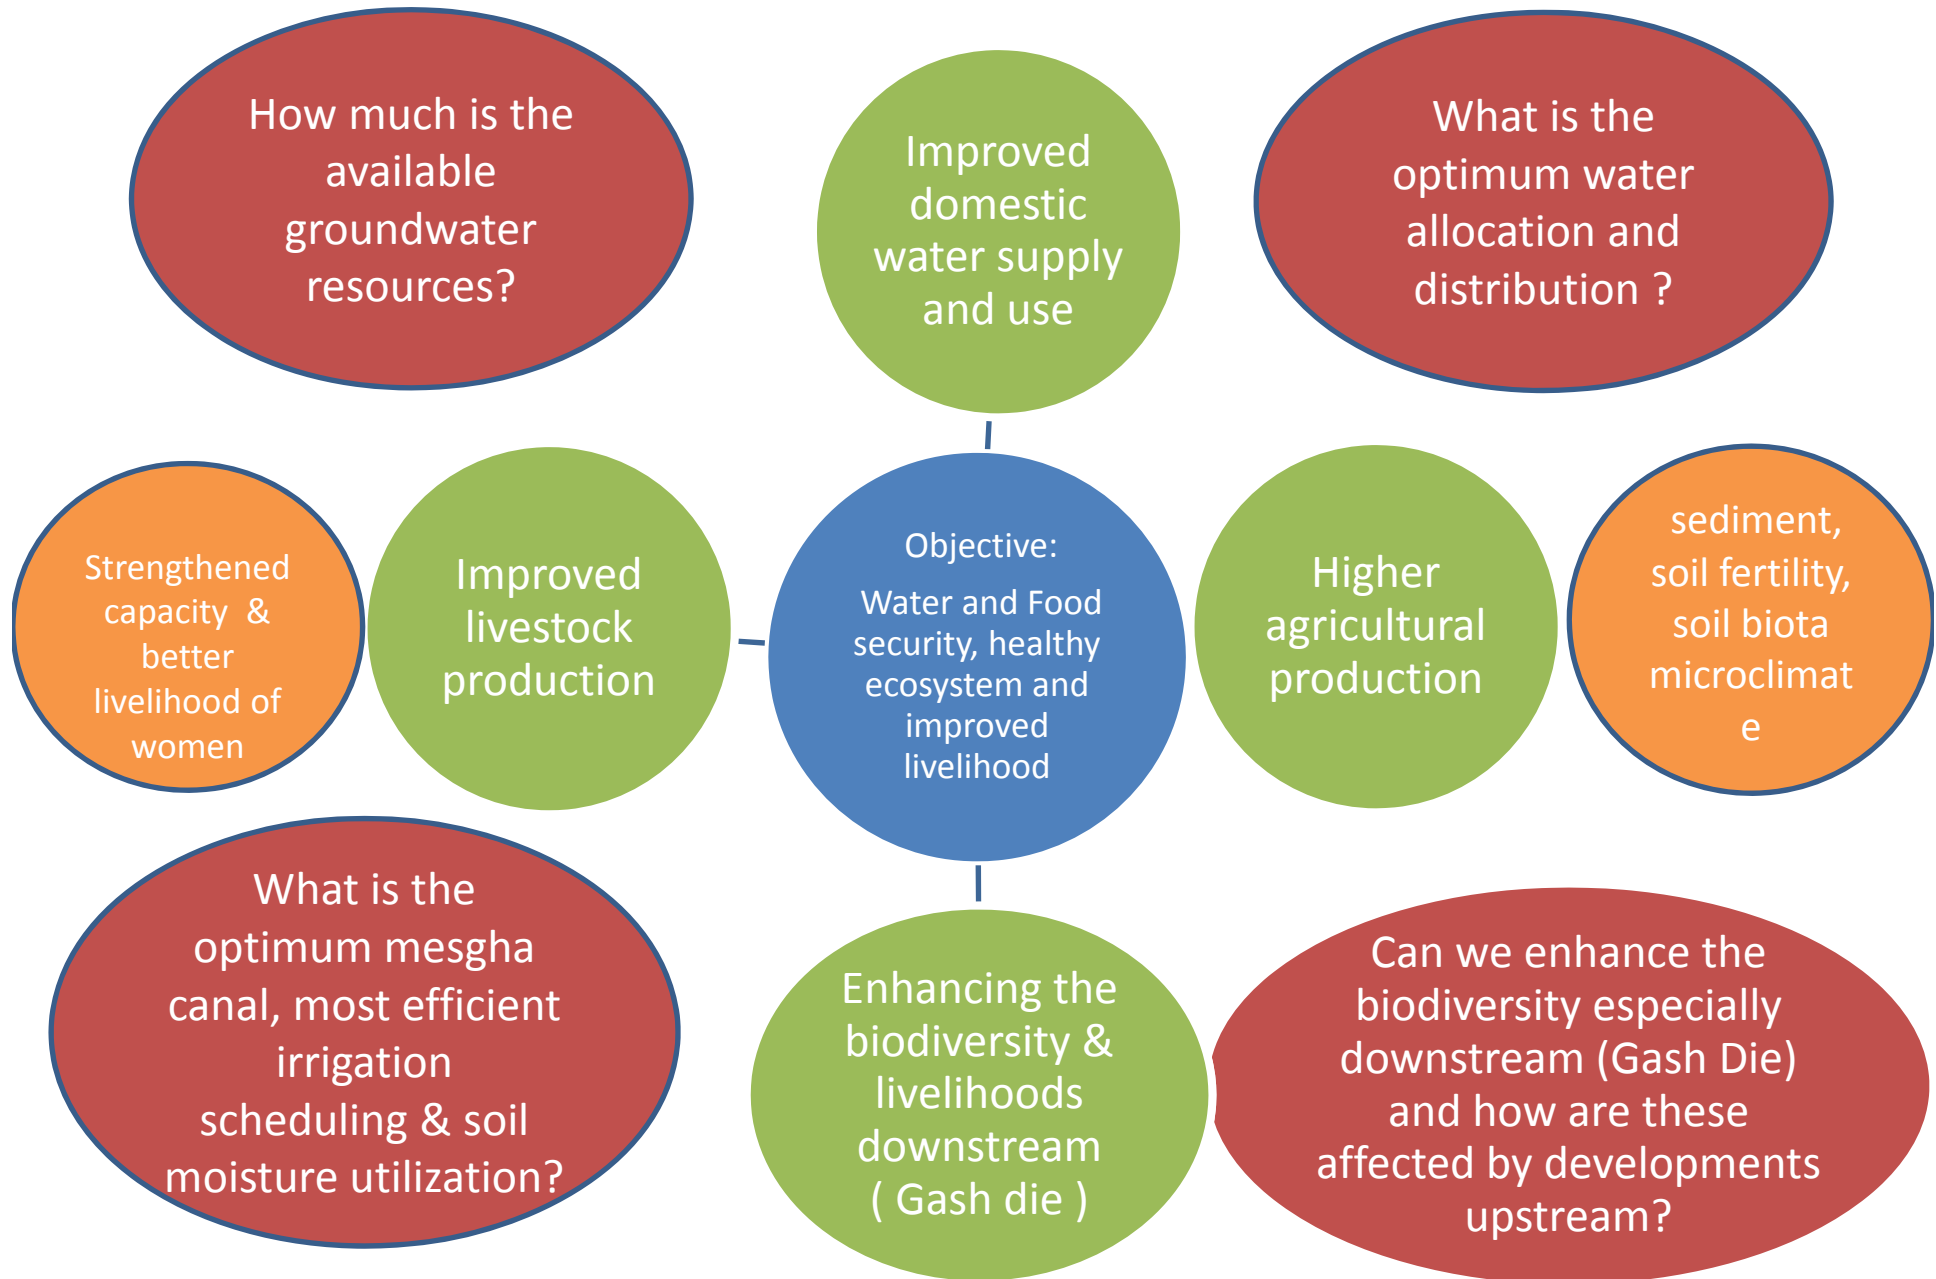 How much is the
available
groundwater
resources?
Improved
domestic
water supply
and use
What is the
optimum water
allocation and
distribution ?
Strengthened
capacity  &
better
livelihood of
women
Improved
livestock
production
Objective:
Water and Food
security, healthy
ecosystem and
improved
livelihood
Higher
agricultural
production
sediment,
soil fertility,
soil biota
microclimat
e
What is the
optimum mesgha
canal, most efficient
irrigation
scheduling & soil
moisture utilization?
Enhancing the
biodiversity &
livelihoods
downstream
( Gash die )
Can we enhance the
biodiversity especially
downstream (Gash Die)
and how are these
affected by developments
upstream?